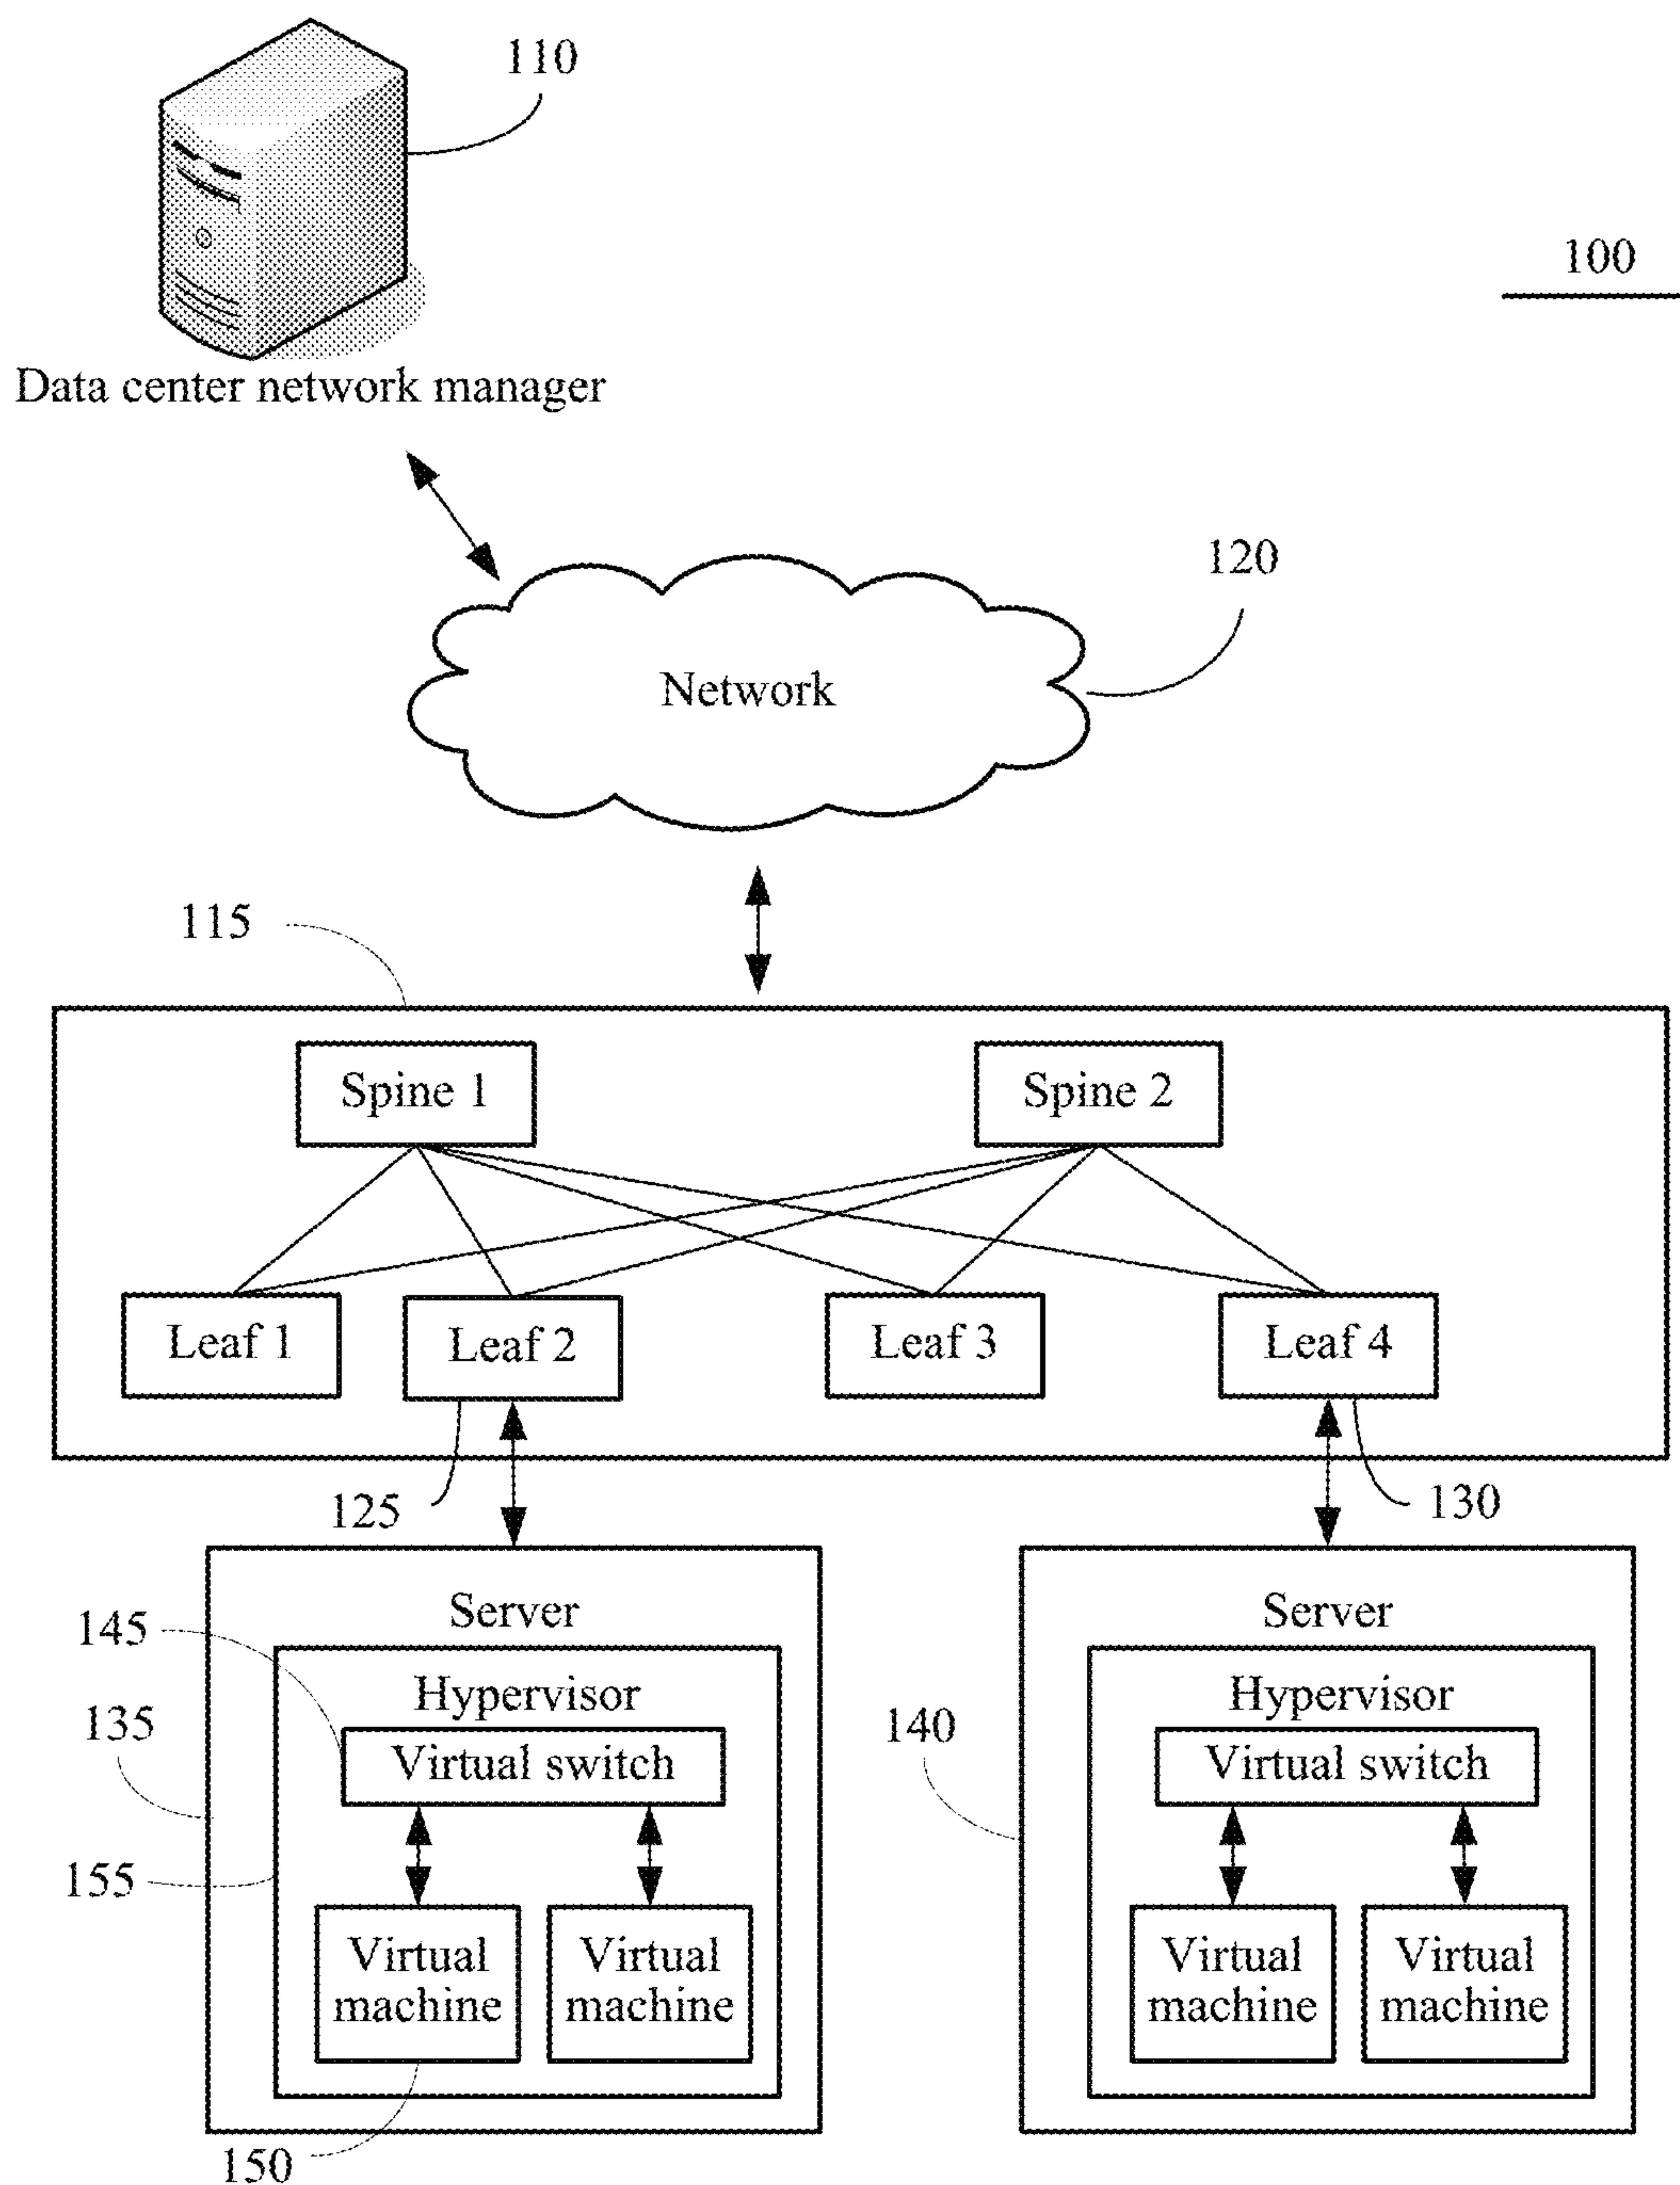 110
100
Data center network manager
120
Network
115
Spine 1
Spine 2
Leaf 1
Leaf 2
Leaf 3
Leaf 4
125
130
Server
Server
145
Hypervisor
Hypervisor
135
140
Virtual switch
Virtual switch
155
Virtual
machine
Virtual
machine
Virtual
machine
Virtual
machine
150